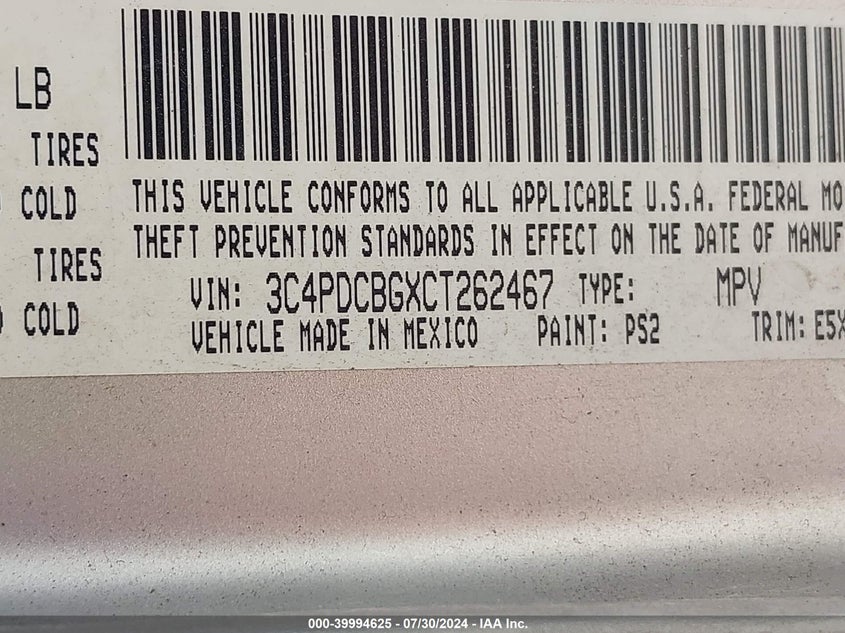 LB
TIRES
COLD
TIRES
COLD
THIS VEHICLE CONFORMS TO ALL APPLICABLE U.S.A. FEDERAL MO
THEFT PREVENTION STANDARDS IN EFFECT ON THE DATE OF MANUF
VIN: 3C4PDCBGXCT262467 TYPE: MPV
VEHICLE MADE IN MEXICO PAINT: PS2 TRIM: E5X
000-39994625 - 07/30/2024 - IAA Inc.